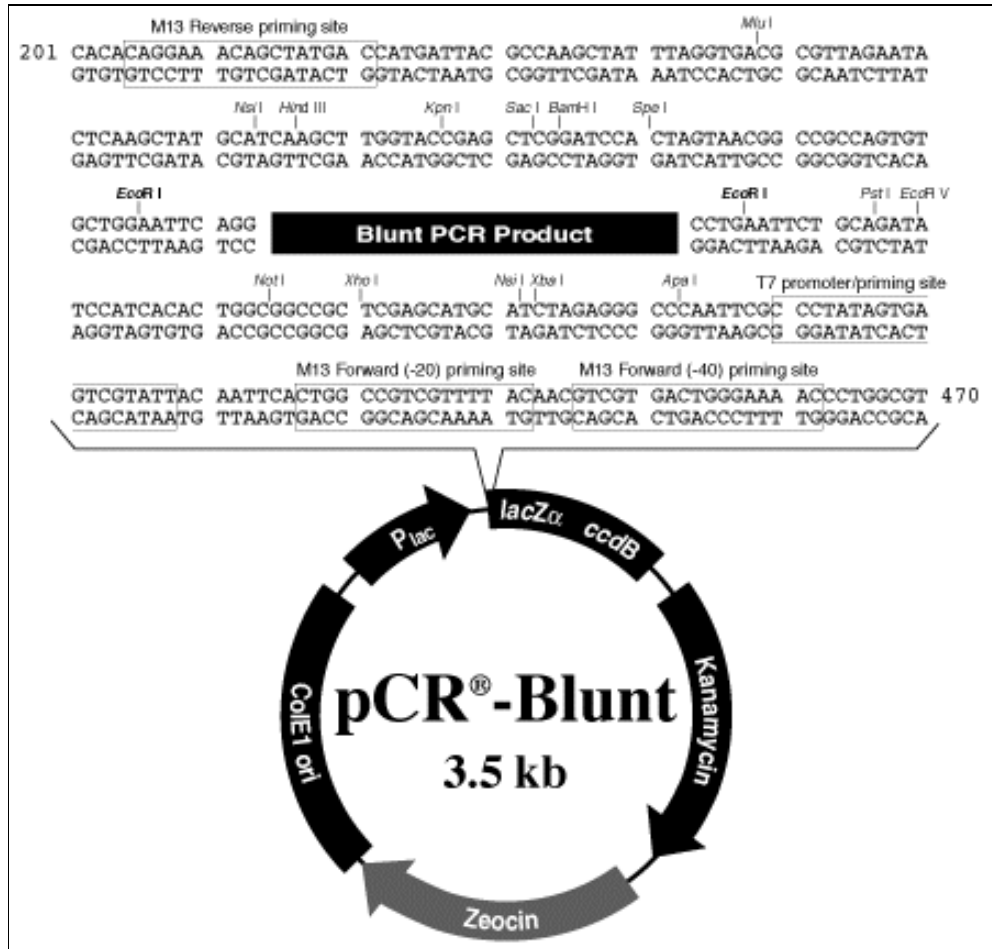 M13 Reverse priming site
Mlu I
201 CACACAGGAA ACAGCTATGAC CATGATTAC GCCAAGCTAT TTAGGTGACG CGTTAGAATA
GTGTGTCCTT TGTCGATACTG GTACTAATG CGGTTCGATA AATCCACTGC GCAATCTTAT
Nsi I Hind III Kpn I Sac I BamH I Spe I
CTCAAGCTAT GCATCAAGCT TGGTACCGAG CTCGGATCCA CTAGTAACGG CCGCCAGTGT
GAGTTCGATA CGTAGTTCGA ACCATGGCTC GAGCCTAGGT GATCATTGCC GGCGGTCACA
EcoR I EcoR I Pst I EcoR V
GCTGGAATTC AGG Blunt PCR Product CCTGAATTCT GCAGATA
CGACCTTAAG TCC GGACTTAAGA CGTCTAT
Not I Xho I Nsi I Xba I Apa I T7 promoter/priming site
TCCATCACAC TGGCGGCCGC TCGAGCATGC ATCTAGAGGG CCCAATTCGC CCTATAGTGA
AGGTAGTGTG ACCGCCGGCG AGCTCGTACG TAGATCTCCC GGGTTAAGCG GGATATCACT
M13 Forward (-20) priming site M13 Forward (-40) priming site
GTCGTATTAC AATTCACTGG CCGTCGTTTT ACAACGTCGT GACTGGGAAA ACCCTGGCGT 470
CAGCATAATG TTAAGTGACC GGCAGCAAAA TGTTGCAGCA CTGACCCTTT TGGGACCGCA
Plac
lacZα ccdB
Kanamycin
Zeocin
ColE1 ori
pCR®-Blunt
3.5 kb